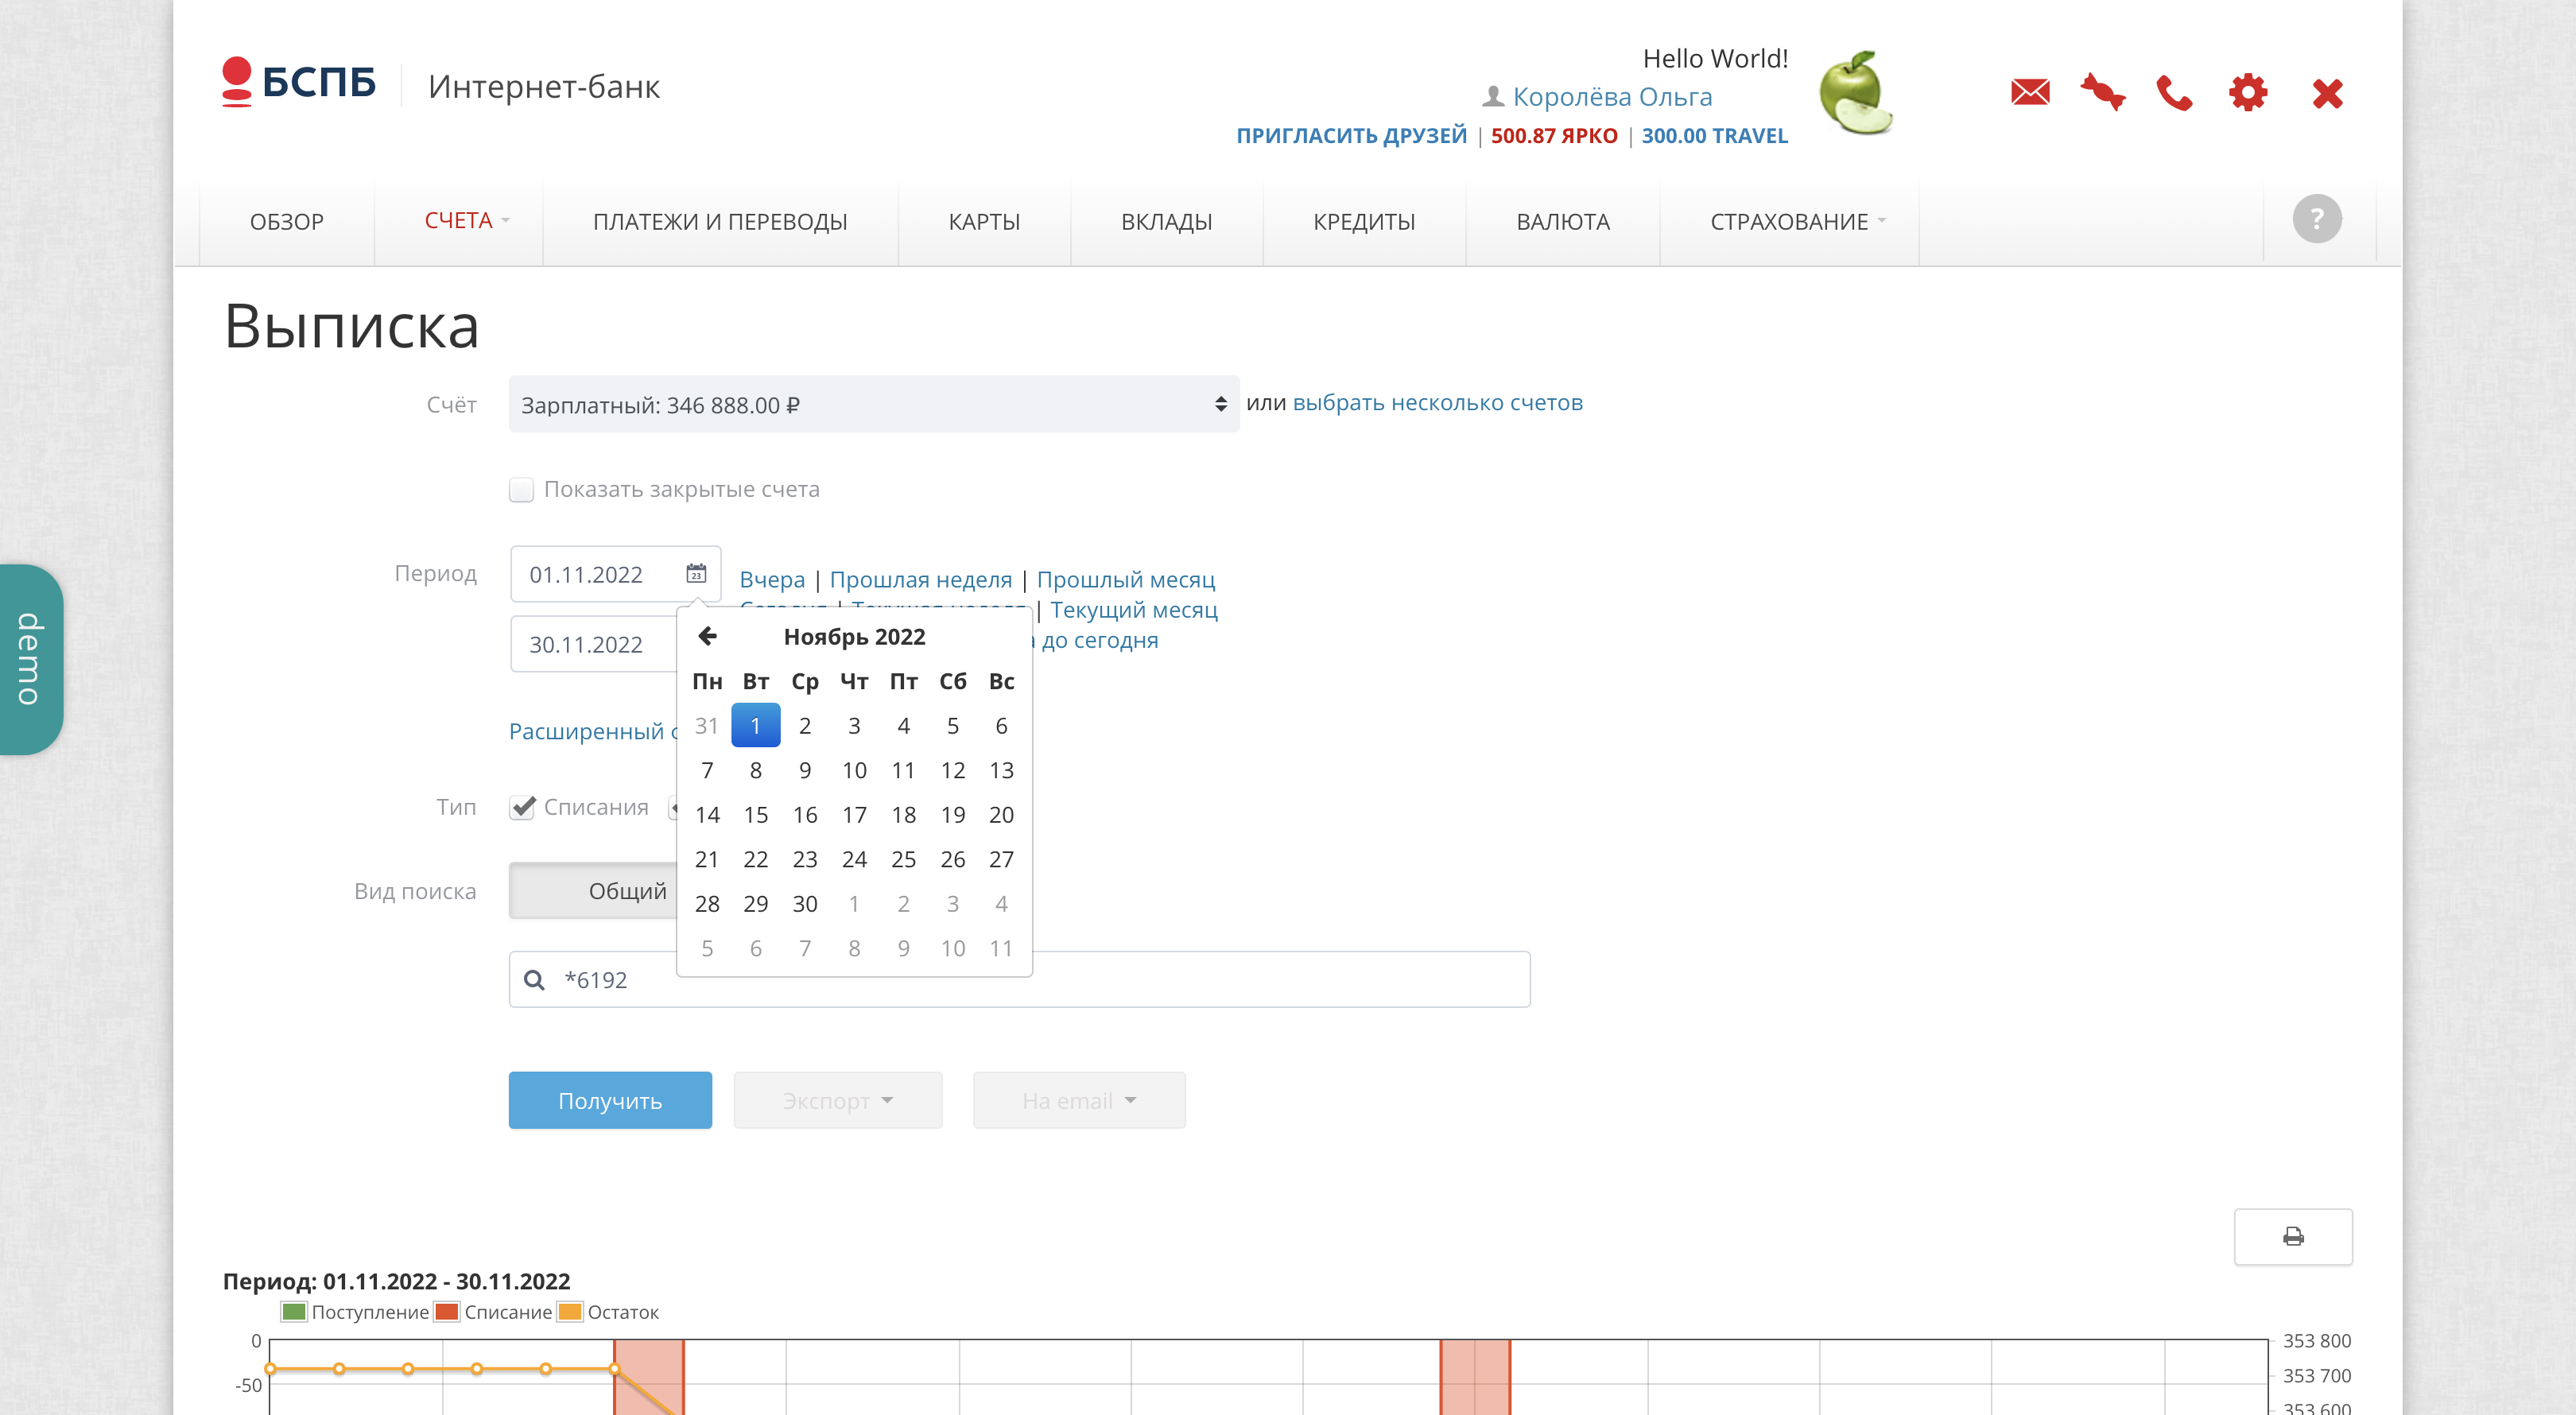 БСПБ Интернет-банк
Hello World!
Королёва Ольга
ПРИГЛАСИТЬ ДРУЗЕЙ | 500.87 ЯРКО | 300.00 TRAVEL
ОБЗОР СЧЕТА ПЛАТЕЖИ И ПЕРЕВОДЫ КАРТЫ ВКЛАДЫ КРЕДИТЫ ВАЛЮТА СТРАХОВАНИЕ ?
Выписка
Счёт Зарплатный: 346 888.00 ₽ или выбрать несколько счетов
Показать закрытые счета
Период 01.11.2022 23 Вчера | Прошлая неделя | Прошлый месяц
| Текущий месяц
30.11.2022 до сегодня
demo
Ноябрь 2022
Пн Вт Ср Чт Пт Сб Вс
31 1 2 3 4 5 6
7 8 9 10 11 12 13
14 15 16 17 18 19 20
21 22 23 24 25 26 27
28 29 30 1 2 3 4
5 6 7 8 9 10 11
Расширенный
Тип Списания
Вид поиска Общий
*6192
Получить Экспорт На email
Период: 01.11.2022 - 30.11.2022
Поступление Списание Остаток
0 353 800
-50 353 700
353 600